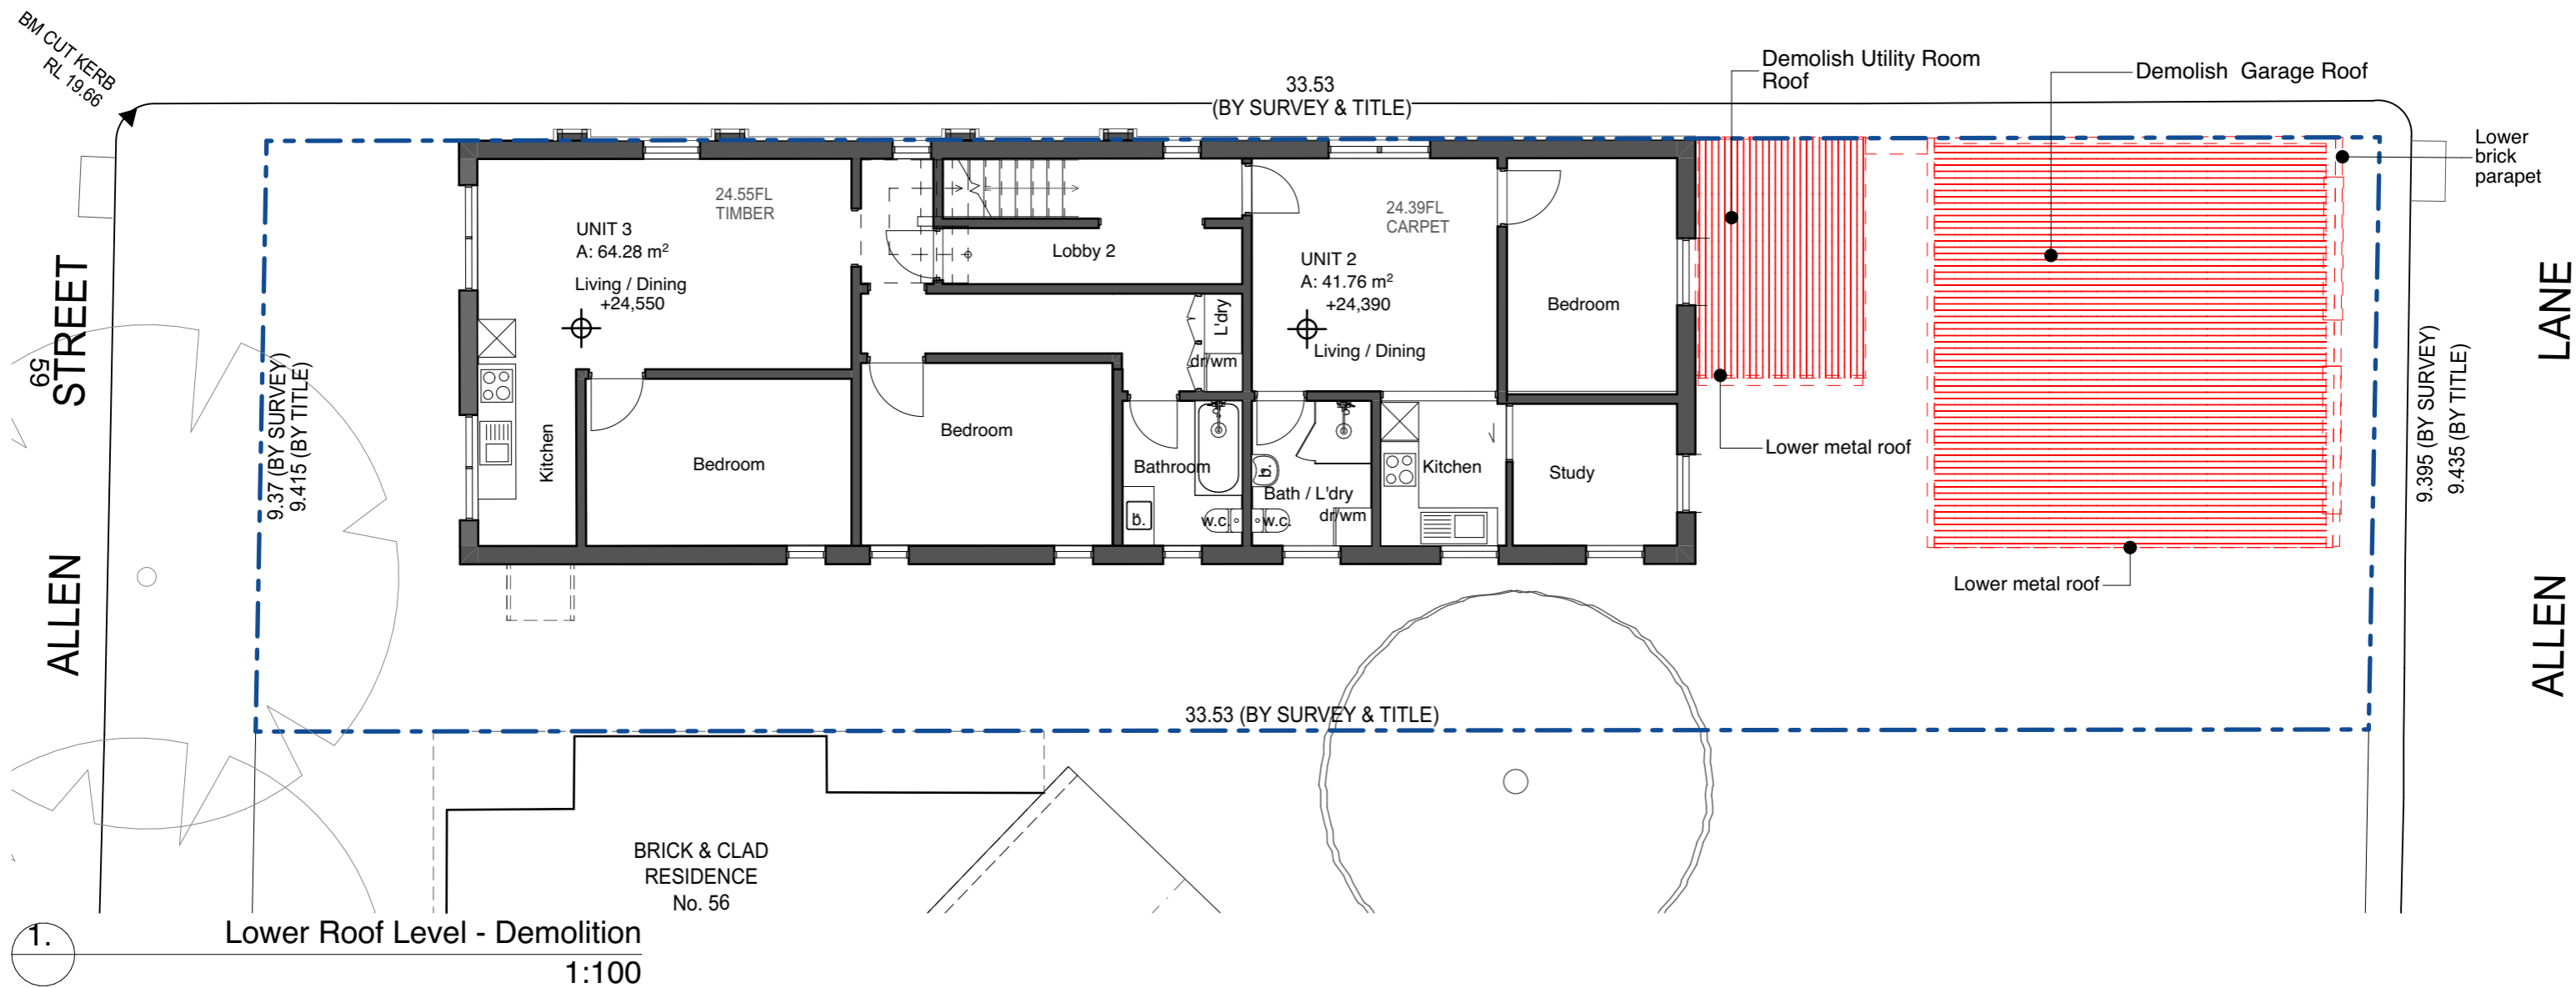 BM CUT KERB
RL 19.66
33.53
(BY SURVEY & TITLE)
Demolish Utility Room
Roof
Demolish Garage Roof
Lower
brick
parapet
24.55FL
TIMBER
UNIT 3
A: 64.28 m²
Living / Dining
+24,550
Lobby 2
24.39FL
CARPET
UNIT 2
A: 41.76 m²
+24,390
Living / Dining
Bedroom
L'dry
dr/wm
Kitchen
Bedroom
Bedroom
Bathroom
b.
w.c.
b.
Bath / L'dry
dr/wm
w.c.
Kitchen
Study
Lower metal roof
Lower metal roof
59
ALLEN STREET
9.37 (BY SURVEY)
9.415 (BY TITLE)
9.395 (BY SURVEY)
9.435 (BY TITLE)
ALLEN LANE
33.53 (BY SURVEY & TITLE)
BRICK & CLAD
RESIDENCE
No. 56
1.
Lower Roof Level - Demolition
1:100